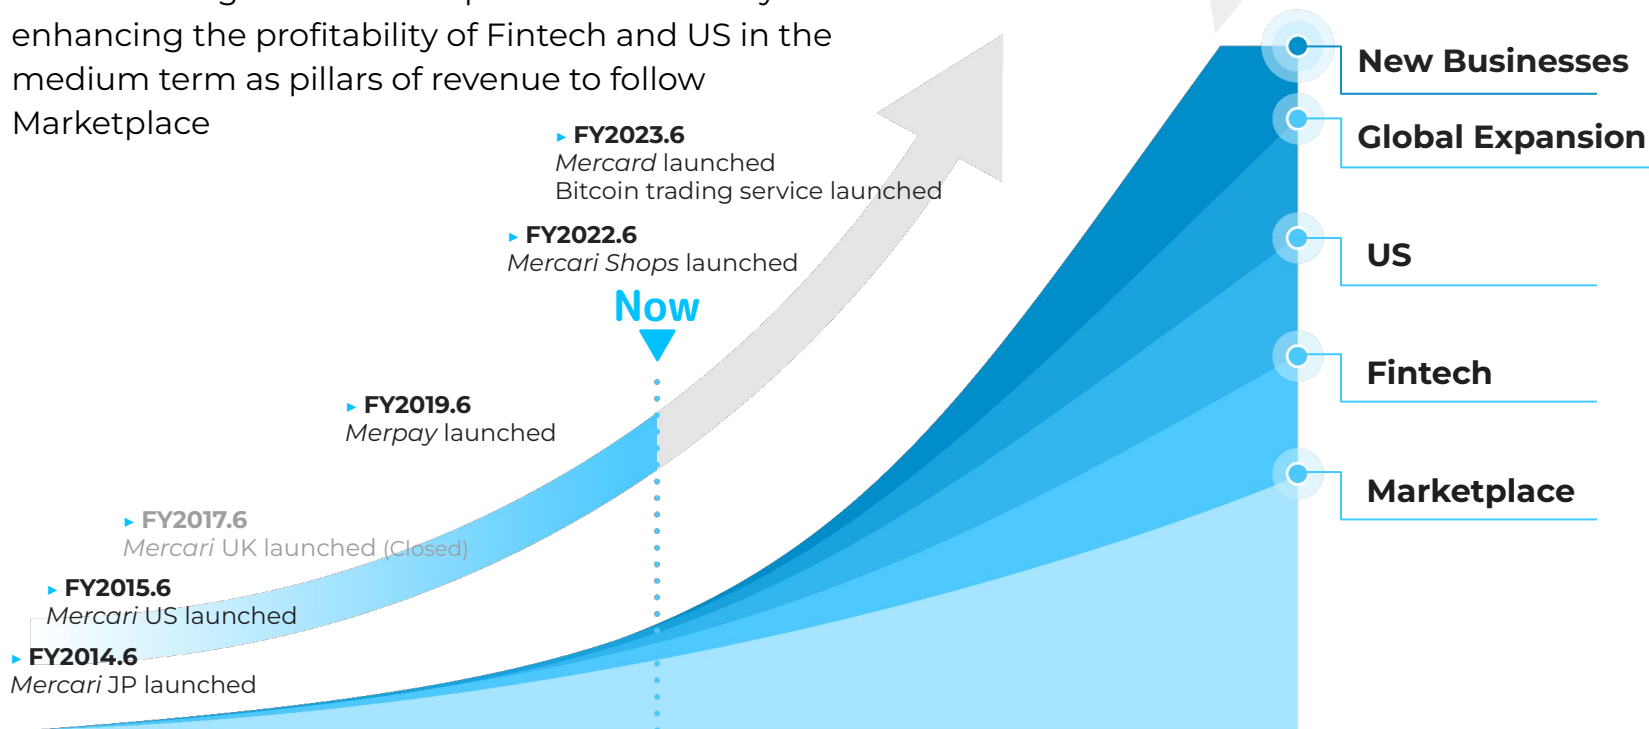 enhancing the profitability of Fintech and US in the
medium term as pillars of revenue to follow
Marketplace
▸ FY2023.6
Mercard launched
Bitcoin trading service launched
▸ FY2022.6
Mercari Shops launched
Now
▸ FY2019.6
Merpay launched
▸ FY2017.6
Mercari UK launched (Closed)
▸ FY2015.6
Mercari US launched
▸ FY2014.6
Mercari JP launched
New Businesses
Global Expansion
US
Fintech
Marketplace